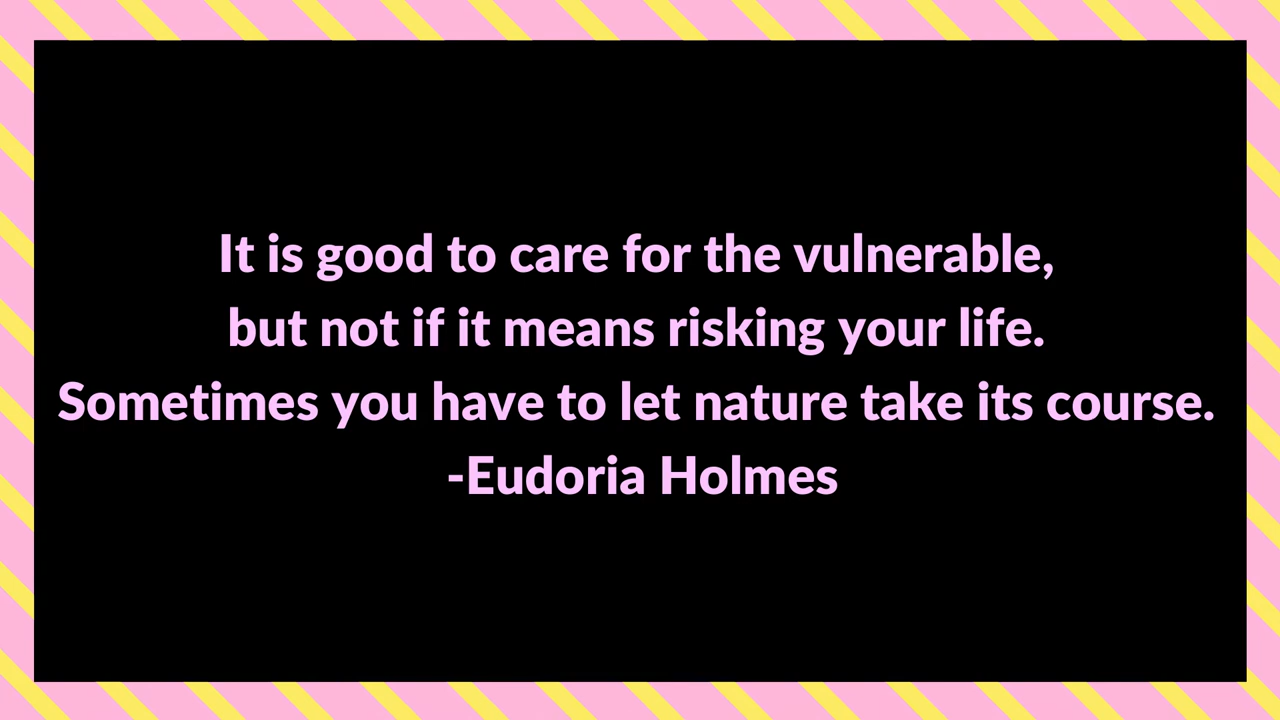 It is good to care for the vulnerable,
but not if it means risking your life.
Sometimes you have to let nature take its course.
-Eudoria Holmes